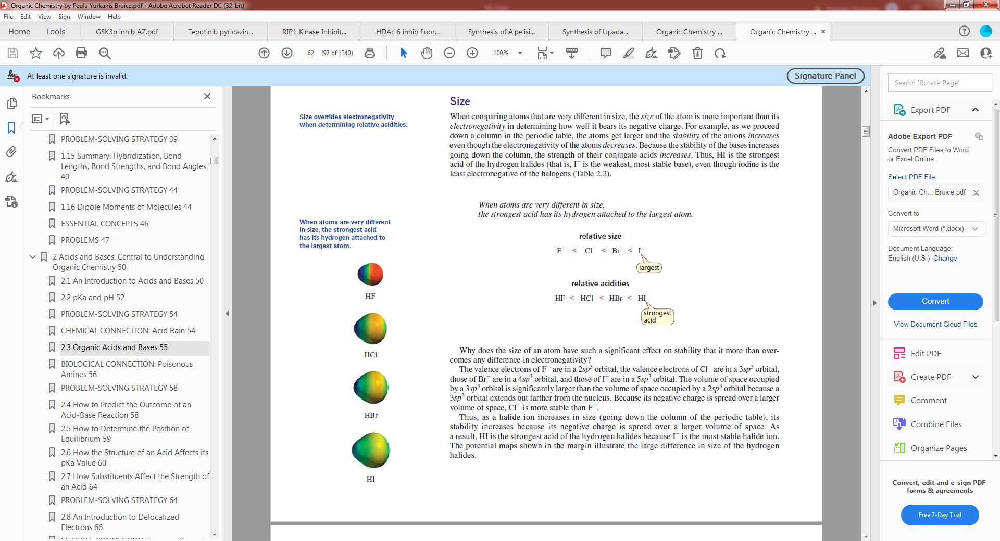 Organic Chemistry by Paula Yurkanis Bruice.pdf - Adobe Acrobat Reader DC (32-bit)
File Edit View Sign Window Help
Home Tools GSK3b inhib AZ.pdf Tepotinib pyridazin... RIP1 Kinase Inhibit... HDAc 6 inhib fluor... Synthesis of Alpelisi... Synthesis of Upada... Organic Chemistry ... Organic Chemistry ...
62 (97 of 1340) 100%
At least one signature is invalid.
Signature Panel
Bookmarks
PROBLEM-SOLVING STRATEGY 39
1.15 Summary: Hybridization, Bond
Lengths, Bond Strengths, and Bond Angles
40
PROBLEM-SOLVING STRATEGY 44
1.16 Dipole Moments of Molecules 44
ESSENTIAL CONCEPTS 46
PROBLEMS 47
2 Acids and Bases: Central to Understanding
Organic Chemistry 50
2.1 An Introduction to Acids and Bases 50
2.2 pKa and pH 52
PROBLEM-SOLVING STRATEGY 54
CHEMICAL CONNECTION: Acid Rain 54
2.3 Organic Acids and Bases 55
BIOLOGICAL CONNECTION: Poisonous
Amines 56
PROBLEM-SOLVING STRATEGY 58
2.4 How to Predict the Outcome of an
Acid-Base Reaction 58
2.5 How to Determine the Position of
Equilibrium 59
2.6 How the Structure of an Acid Affects its
pKa Value 60
2.7 How Substituents Affect the Strength of
an Acid 64
PROBLEM-SOLVING STRATEGY 64
2.8 An Introduction to Delocalized
Electrons 66
Size overrides electronegativity
when determining relative acidities.
When atoms are very different
in size, the strongest acid
has its hydrogen attached to
the largest atom.
HF
HCl
HBr
HI
Size
When comparing atoms that are very different in size, the size of the atom is more important than its
electronegativity in determining how well it bears its negative charge. For example, as we proceed
down a column in the periodic table, the atoms get larger and the stability of the anions increases
even though the electronegativity of the atoms decreases. Because the stability of the bases increases
going down the column, the strength of their conjugate acids increases. Thus, HI is the strongest
acid of the hydrogen halides (that is, I⁻ is the weakest, most stable base), even though iodine is the
least electronegative of the halogens (Table 2.2).
When atoms are very different in size,
the strongest acid has its hydrogen attached to the largest atom.
relative size
F⁻ < Cl⁻ < Br⁻ < I⁻
largest
relative acidities
HF < HCl < HBr < HI
strongest
acid
Why does the size of an atom have such a significant effect on stability that it more than over-
comes any difference in electronegativity?
The valence electrons of F⁻ are in a 2sp³ orbital, the valence electrons of Cl⁻ are in a 3sp³ orbital,
those of Br⁻ are in a 4sp³ orbital, and those of I⁻ are in a 5sp³ orbital. The volume of space occupied
by a 3sp³ orbital is significantly larger than the volume of space occupied by a 2sp³ orbital because a
3sp³ orbital extends out farther from the nucleus. Because its negative charge is spread over a larger
volume of space, Cl⁻ is more stable than F⁻.
Thus, as a halide ion increases in size (going down the column of the periodic table), its
stability increases because its negative charge is spread over a larger volume of space. As
a result, HI is the strongest acid of the hydrogen halides because I⁻ is the most stable halide ion.
The potential maps shown in the margin illustrate the large difference in size of the hydrogen
halides.
Search 'Rotate Page'
Export PDF
Adobe Export PDF
Convert PDF Files to Word
or Excel Online
Select PDF File
Organic Ch... Bruice.pdf
Convert to
Microsoft Word (*.docx)
Document Language:
English (U.S.) Change
Convert
View Document Cloud Files
Edit PDF
Create PDF
Comment
Combine Files
Organize Pages
Convert, edit and e-sign PDF
forms & agreements
Free 7-Day Trial